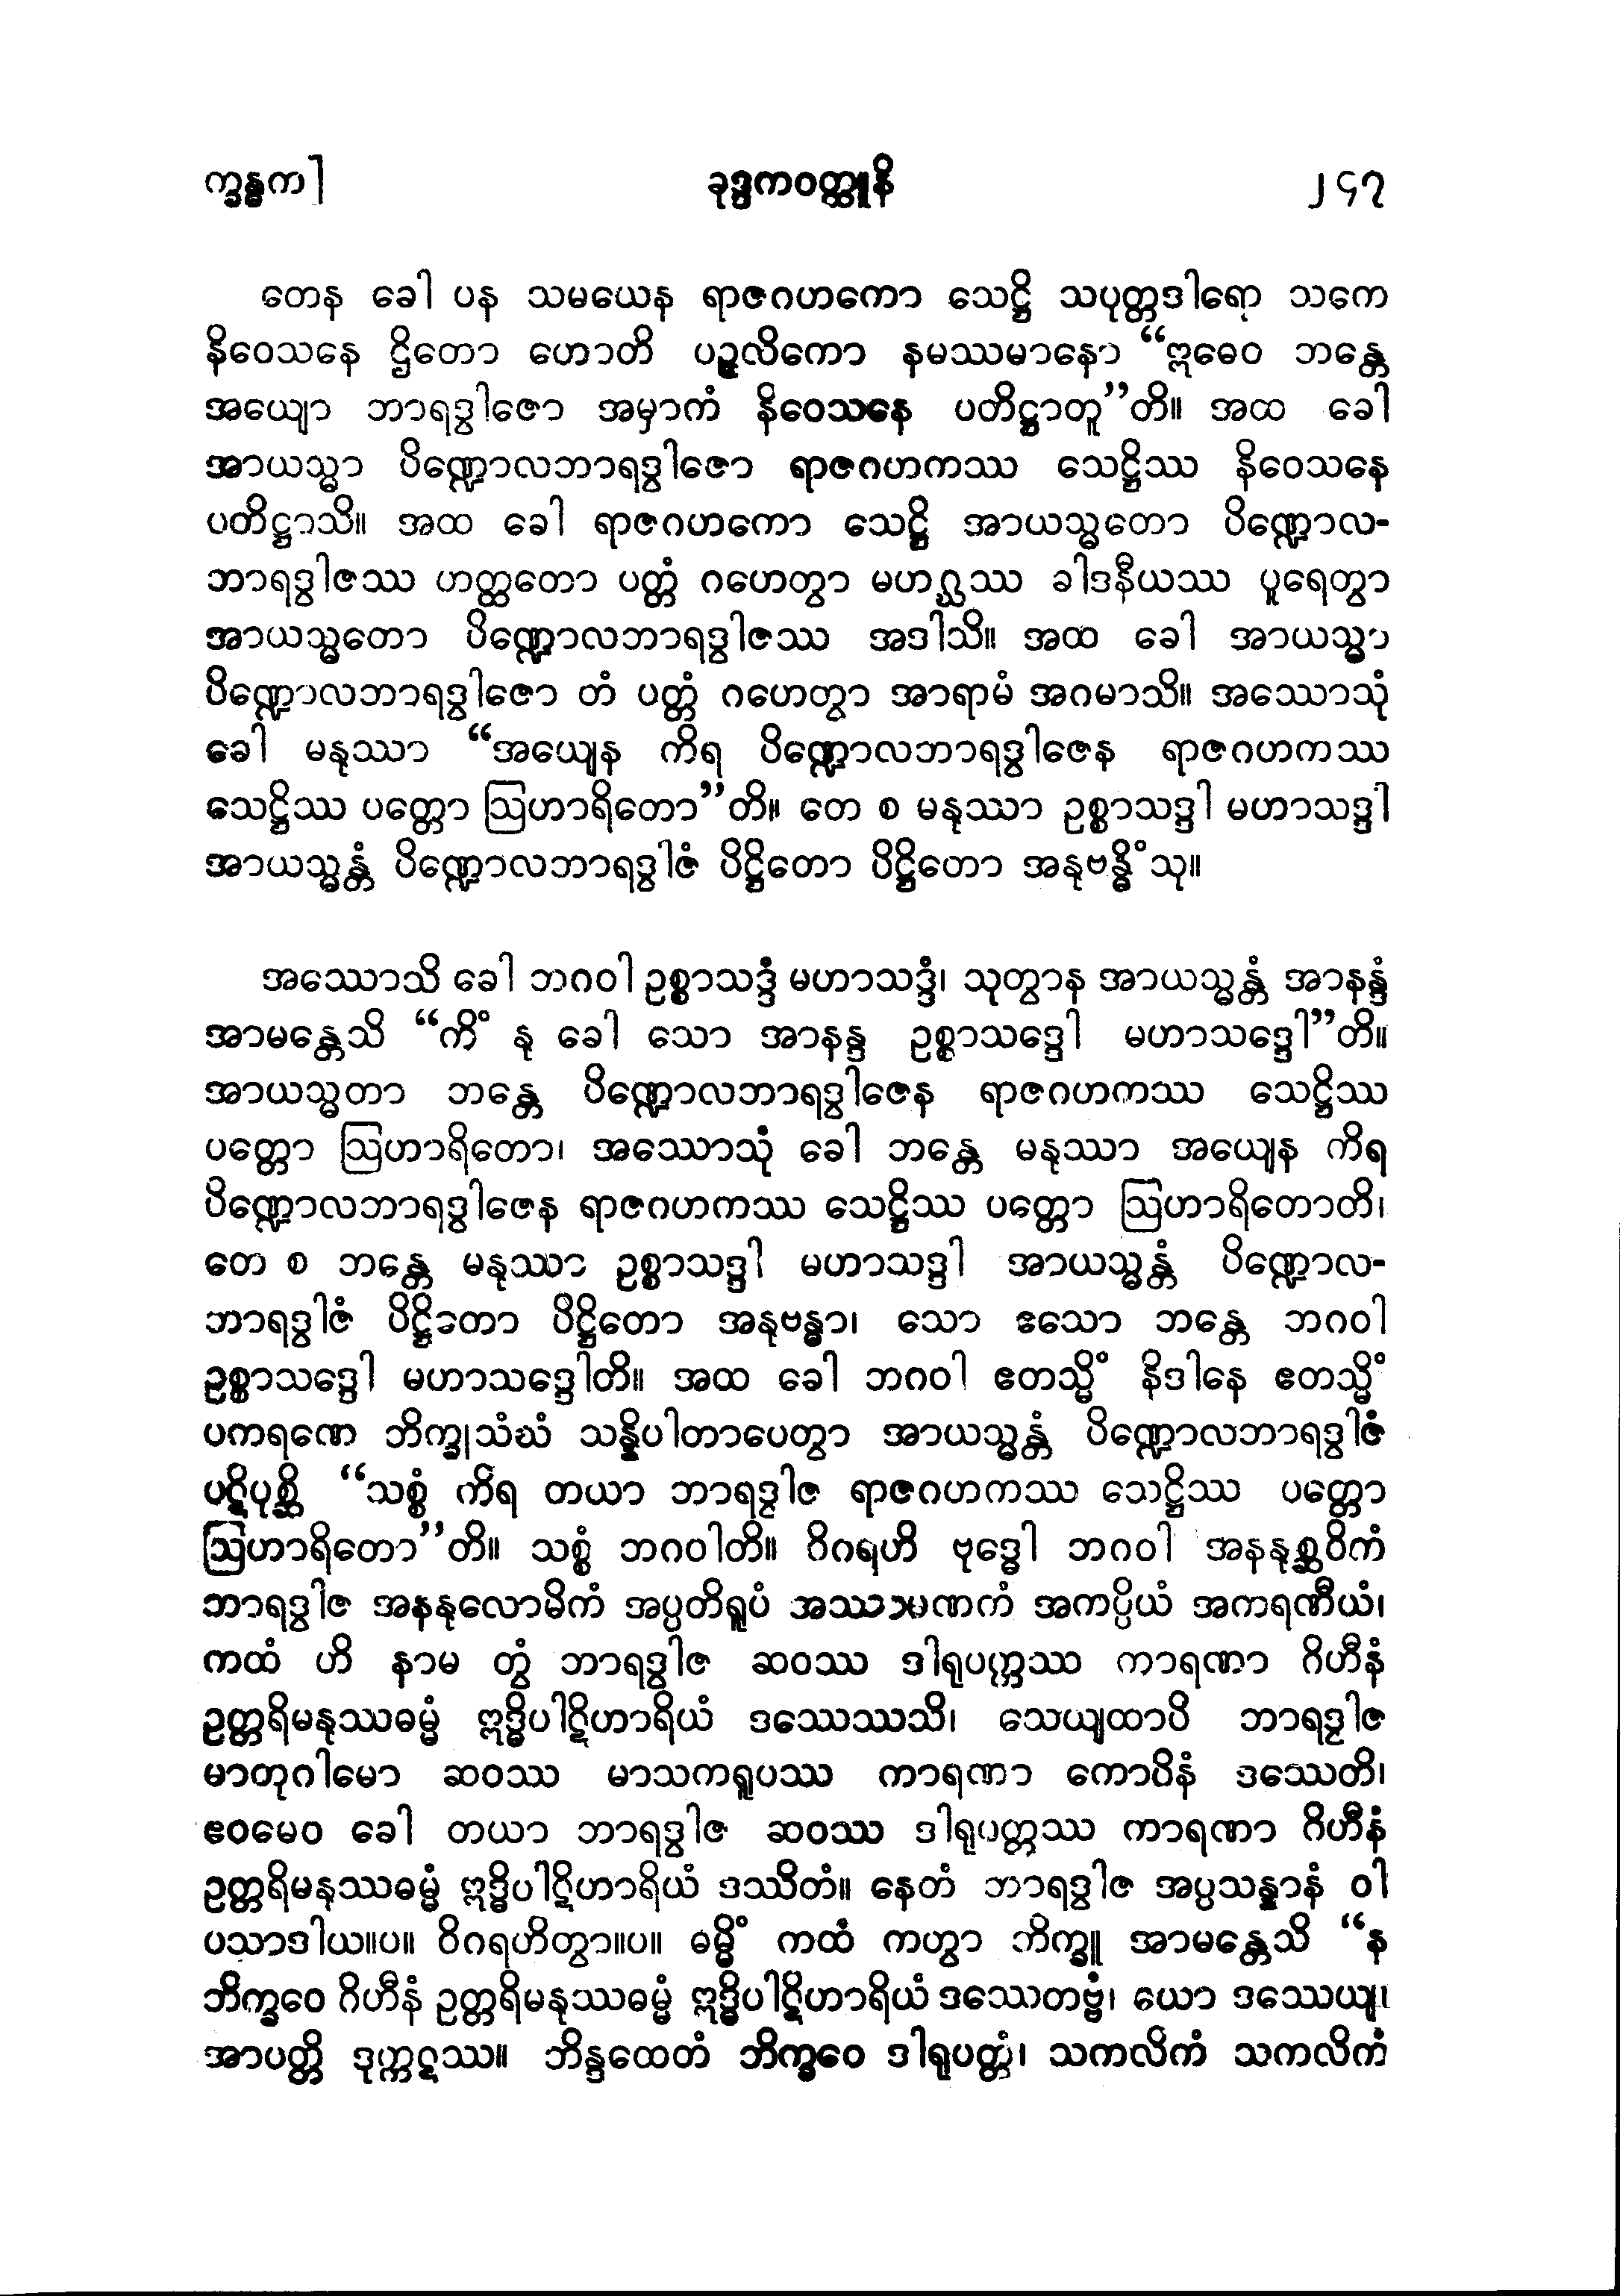 က္ခန္ဓက]
ခုဒ္ဒကဝတ္ထူနိ
၂၄၇
တေန ခေါ ပန သမယေန ရာဇဂဟကော သေဋ္ဌိ သပုတ္တဒါရော သကေ
နိဝေသနေ ဌိတော ဟောတိ ပဉ္ဇလိကော နမဿမာနော “ဣဓေဝ ဘန္တေ
အယျော ဘာရဒွါဇော အမှာကံ နိဝေသနေ ပတိဋ္ဌာတူ”တိ။ အထ ခေါ
အာယသ္မာ ပိဏ္ဍောလဘာရဒွါဇော ရာဇဂဟကဿ သေဋ္ဌိဿ နိဝေသနေ
ပတိဋ္ဌာသိ။ အထ ခေါ ရာဇဂဟကော သေဋ္ဌိ အာယသ္မတော ပိဏ္ဍောလ-
ဘာရဒွါဇဿ ဟတ္ထတော ပတ္တံ ဂဟေတွာ မဟဂ္ဃဿ ခါဒနီယဿ ပူရေတွာ
အာယသ္မတော ပိဏ္ဍောလဘာရဒွါဇဿ အဒါသိ။ အထ ခေါ အာယသ္မာ
ပိဏ္ဍောလဘာရဒွါဇော တံ ပတ္တံ ဂဟေတွာ အာရာမံ အဂမာသိ။ အဿောသုံ
ခေါ မနုဿာ “အယျေန ကိရ ပိဏ္ဍောလဘာရဒွါဇေန ရာဇဂဟကဿ
သေဋ္ဌိဿ ပတ္တော ဩဟာရိတော”တိ။ တေ စ မနုဿာ ဥစ္စာသဒ္ဒါ မဟာသဒ္ဒါ
အာယသ္မန္တံ ပိဏ္ဍောလဘာရဒွါဇံ ပိဋ္ဌိတော ပိဋ္ဌိတော အနုဗန္ဓိံသု။
အဿောသိ ခေါ ဘဂဝါ ဥစ္စာသဒ္ဒံ မဟာသဒ္ဒံ၊ သုတွာန အာယသ္မန္တံ အာနန္ဒံ
အာမန္တေသိ “ကိံ နု ခေါ သော အာနန္ဒ ဥစ္စာသဒ္ဒေါ မဟာသဒ္ဒေါ”တိ။
အာယသ္မတာ ဘန္တေ ပိဏ္ဍောလဘာရဒွါဇေန ရာဇဂဟကဿ သေဋ္ဌိဿ
ပတ္တော ဩဟာရိတော၊ အဿောသုံ ခေါ ဘန္တေ မနုဿာ အယျေန ကိရ
ပိဏ္ဍောလဘာရဒွါဇေန ရာဇဂဟကဿ သေဋ္ဌိဿ ပတ္တော ဩဟာရိတောတိ၊
တေ စ ဘန္တေ မနုဿာ ဥစ္စာသဒ္ဒါ မဟာသဒ္ဒါ အာယသ္မန္တံ ပိဏ္ဍောလ-
ဘာရဒွါဇံ ပိဋ္ဌိတော ပိဋ္ဌိတော အနုဗန္ဓာ၊ သော ဧသော ဘန္တေ ဘဂဝါ
ဥစ္စာသဒ္ဒေါ မဟာသဒ္ဒေါတိ။ အထ ခေါ ဘဂဝါ ဧတသ္မိံ နိဒါနေ ဧတသ္မိံ
ပကရဏေ ဘိက္ခုသံဃံ သန္နိပါတာပေတွာ အာယသ္မန္တံ ပိဏ္ဍောလဘာရဒွါဇံ
ပဋိပုစ္ဆိ “သစ္စံ ကိရ တယာ ဘာရဒွါဇ ရာဇဂဟကဿ သေဋ္ဌိဿ ပတ္တော
ဩဟာရိတော”တိ။ သစ္စံ ဘဂဝါတိ။ ဝိဂရဟိ ဗုဒ္ဓေါ ဘဂဝါ အနနုစ္ဆဝိကံ
ဘာရဒွါဇ အနနုလောမိကံ အပ္ပတိရူပံ အဿာမဏကံ အကပ္ပိယံ အကရဏီယံ၊
ကထံ ဟိ နာမ တွံ ဘာရဒွါဇ ဆဝဿ ဒါရုပတ္တဿ ကာရဏာ ဂိဟီနံ
ဥတ္တရိမနုဿဓမ္မံ ဣဒ္ဓိပါဋိဟာရိယံ ဒဿေဿသိ၊ သေယျထာပိ ဘာရဒွါဇ
မာတုဂါမော ဆဝဿ မာသကရူပဿ ကာရဏာ ကောပိနံ ဒဿေတိ၊
ဧဝမေဝ ခေါ တယာ ဘာရဒွါဇ ဆဝဿ ဒါရုပတ္တဿ ကာရဏာ ဂိဟီနံ
ဥတ္တရိမနုဿဓမ္မံ ဣဒ္ဓိပါဋိဟာရိယံ ဒဿိတံ။ နေတံ ဘာရဒွါဇ အပ္ပသန္နာနံ ဝါ
ပသာဒါယ။ပ။ ဝိဂရဟိတွာ။ပ။ ဓမ္မိံ ကထံ ကတွာ ဘိက္ခူ အာမန္တေသိ “န
ဘိက္ခဝေ ဂိဟီနံ ဥတ္တရိမနုဿဓမ္မံ ဣဒ္ဓိပါဋိဟာရိယံ ဒဿေတဗ္ဗံ၊ ယော ဒဿေယျ၊
အာပတ္တိ ဒုက္ကဋဿ။ ဘိန္ဒထေတံ ဘိက္ခဝေ ဒါရုပတ္တံ၊ သကလိကံ သကလိကံ